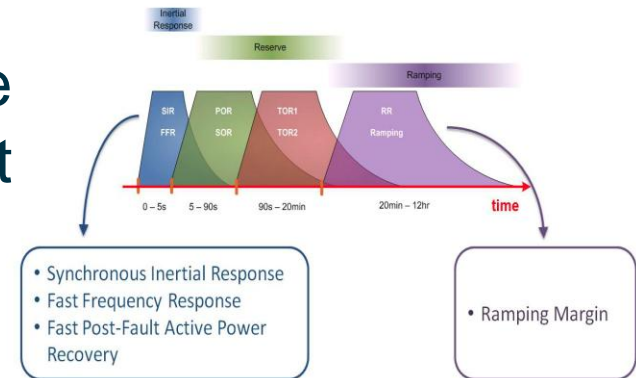 Inertial
Response
Reserve
Ramping
e
t
SIR
FFR
POR
SOR
TOR1
TOR2
RR
Ramping
0 – 5s
5 – 90s
90s – 20min
20min – 12hr
time
• Synchronous Inertial Response
• Fast Frequency Response
• Fast Post-Fault Active Power
Recovery
• Ramping Margin